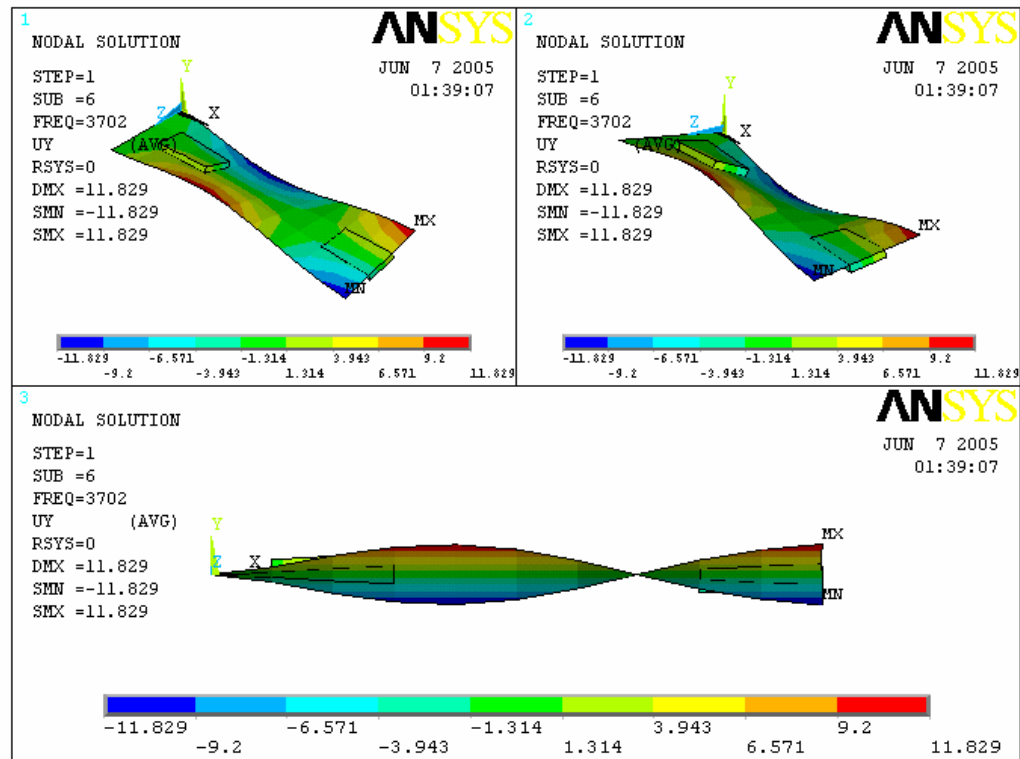 1
ANSYS
NODAL SOLUTION
JUN 7 2005
01:39:07
STEP=1
SUB =6
FREQ=3702
UY (AVG)
RSYS=0
DMX =11.829
SMN =-11.829
SMX =11.829
Y
Z
X
MX
MN
-11.829 -6.571 -1.314 3.943 9.2
-9.2 -3.943 1.314 6.571 11.829
2
ANSYS
NODAL SOLUTION
JUN 7 2005
01:39:07
STEP=1
SUB =6
FREQ=3702
UY (AVG)
RSYS=0
DMX =11.829
SMN =-11.829
SMX =11.829
Y
Z
X
MX
MN
-11.829 -6.571 -1.314 3.943 9.2
-9.2 -3.943 1.314 6.571 11.829
3
ANSYS
NODAL SOLUTION
JUN 7 2005
01:39:07
STEP=1
SUB =6
FREQ=3702
UY (AVG)
RSYS=0
DMX =11.829
SMN =-11.829
SMX =11.829
Y
Z X
MX
MN
-11.829 -6.571 -1.314 3.943 9.2
-9.2 -3.943 1.314 6.571 11.829